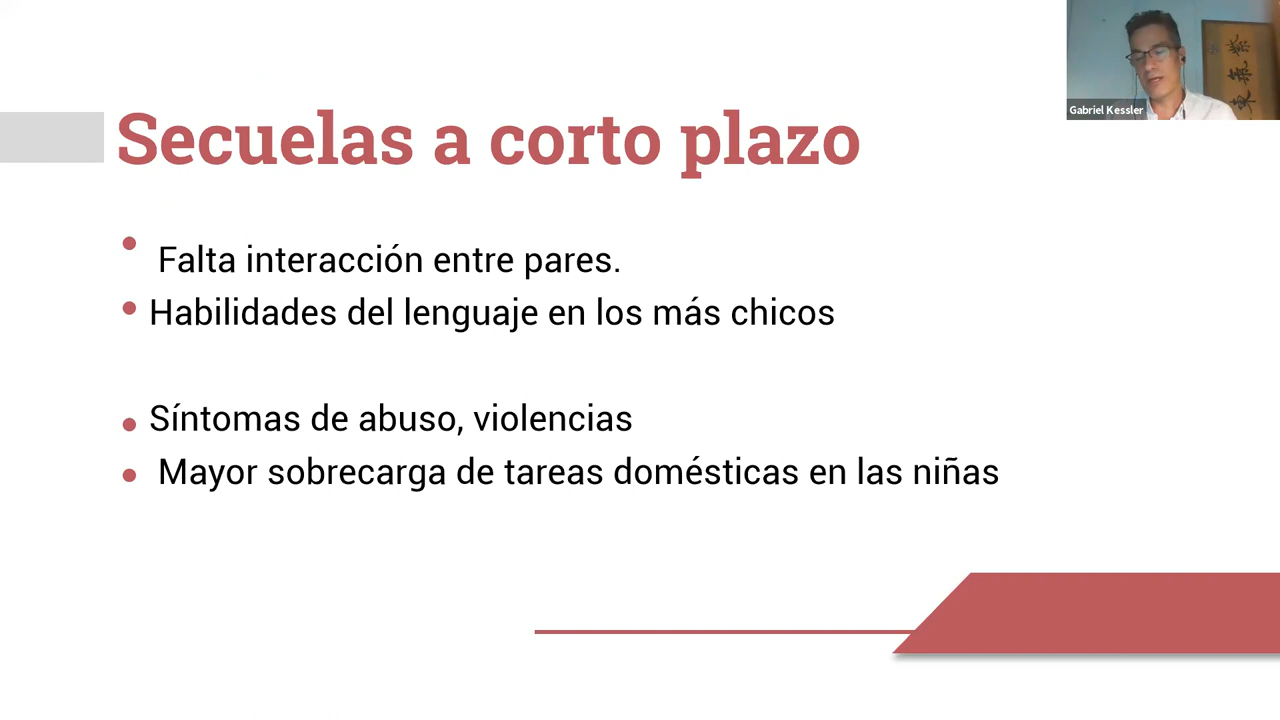 Gabriel Kessler
Secuelas a corto plazo
Falta interacción entre pares.
Habilidades del lenguaje en los más chicos
Síntomas de abuso, violencias
Mayor sobrecarga de tareas domésticas en las niñas